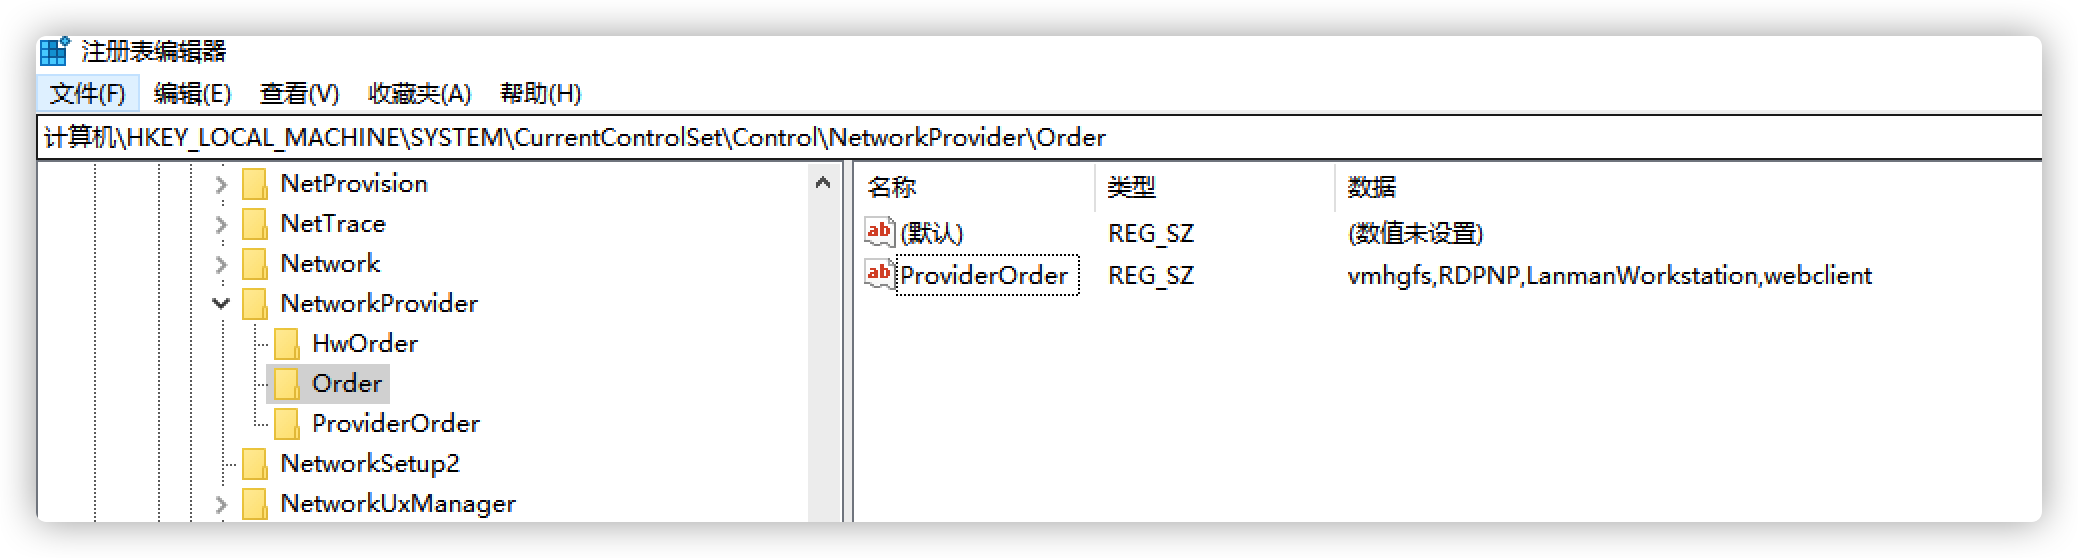 注册表编辑器
文件(F) 编辑(E) 查看(V) 收藏夹(A) 帮助(H)
计算机\HKEY_LOCAL_MACHINE\SYSTEM\CurrentControlSet\Control\NetworkProvider\Order
NetProvision
NetTrace
Network
NetworkProvider
HwOrder
Order
ProviderOrder
NetworkSetup2
NetworkUxManager
名称 类型 数据
ab (默认) REG_SZ (数值未设置)
ab ProviderOrder REG_SZ vmhgfs,RDPNP,LanmanWorkstation,webclient